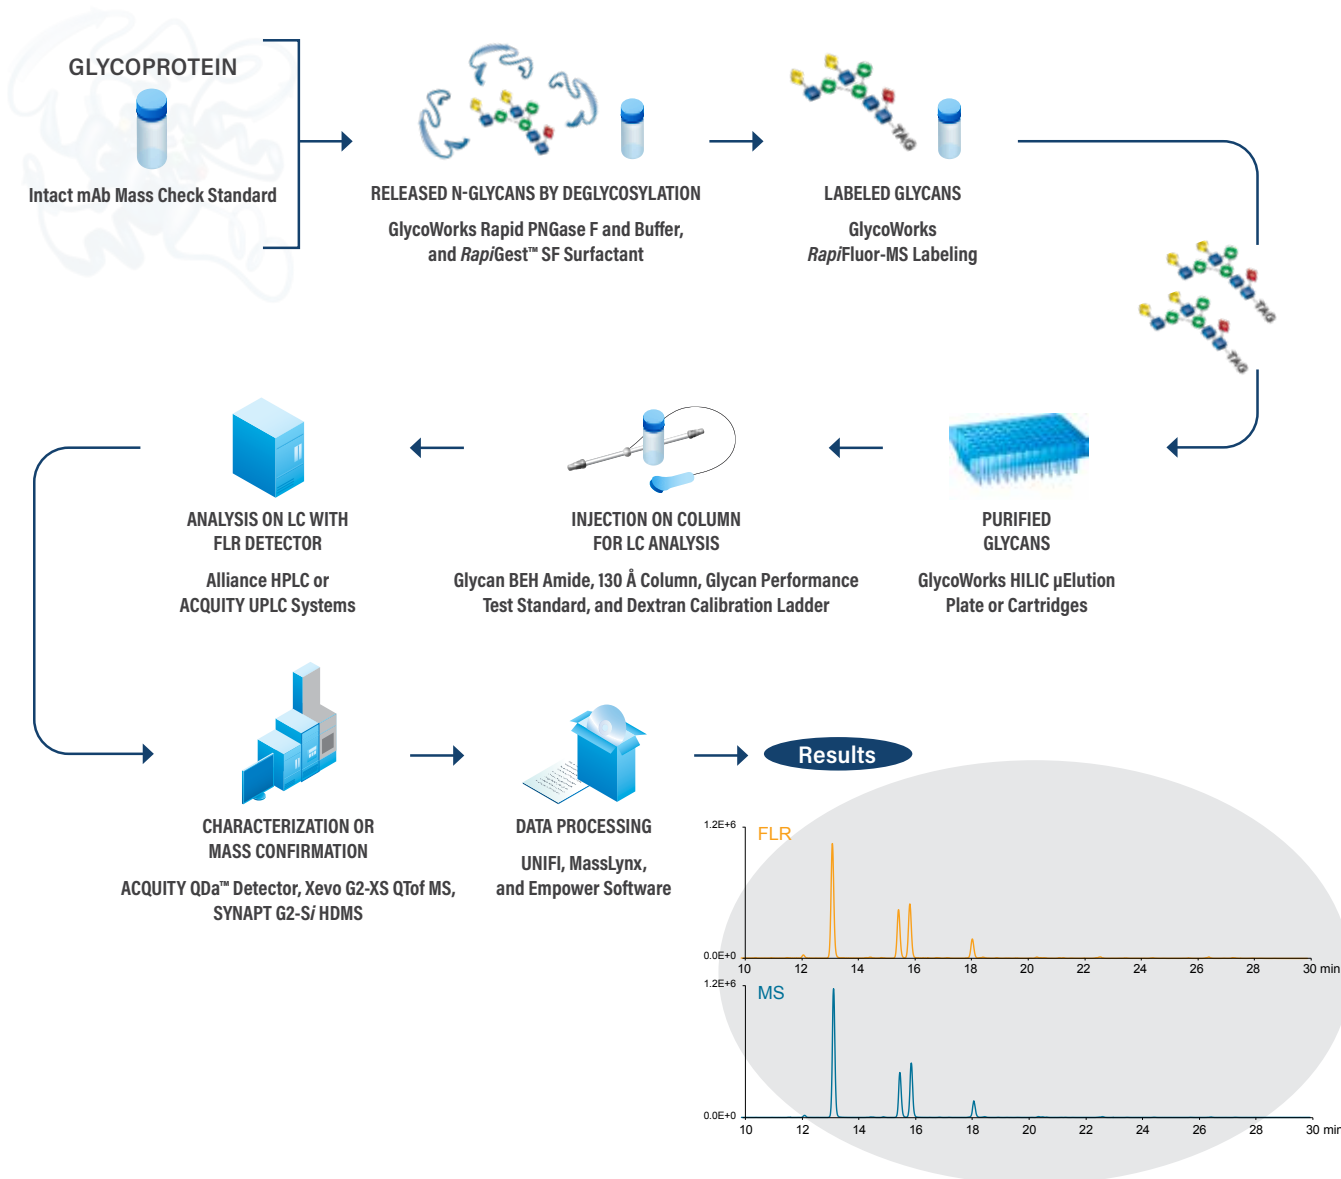 GLYCOPROTEIN
Intact mAb Mass Check Standard
RELEASED N-GLYCANS BY DEGLYCOSYLATION
GlycoWorks Rapid PNGase F and Buffer,
and RapiGest™ SF Surfactant
TAG
LABELED GLYCANS
GlycoWorks
RapiFluor-MS Labeling
TAG
TAG
ANALYSIS ON LC WITH
FLR DETECTOR
Alliance HPLC or
ACQUITY UPLC Systems
INJECTION ON COLUMN
FOR LC ANALYSIS
Glycan BEH Amide, 130 Å Column, Glycan Performance
Test Standard, and Dextran Calibration Ladder
PURIFIED
GLYCANS
GlycoWorks HILIC µElution
Plate or Cartridges
CHARACTERIZATION OR
MASS CONFIRMATION
ACQUITY QDa™ Detector, Xevo G2-XS QTof MS,
SYNAPT G2-Si HDMS
DATA PROCESSING
UNIFI, MassLynx,
and Empower Software
Results
1.2E+6
FLR
0.0E+0
10 12 14 16 18 20 22 24 26 28 30 min
1.2E+6
MS
0.0E+0
10 12 14 16 18 20 22 24 26 28 30 min